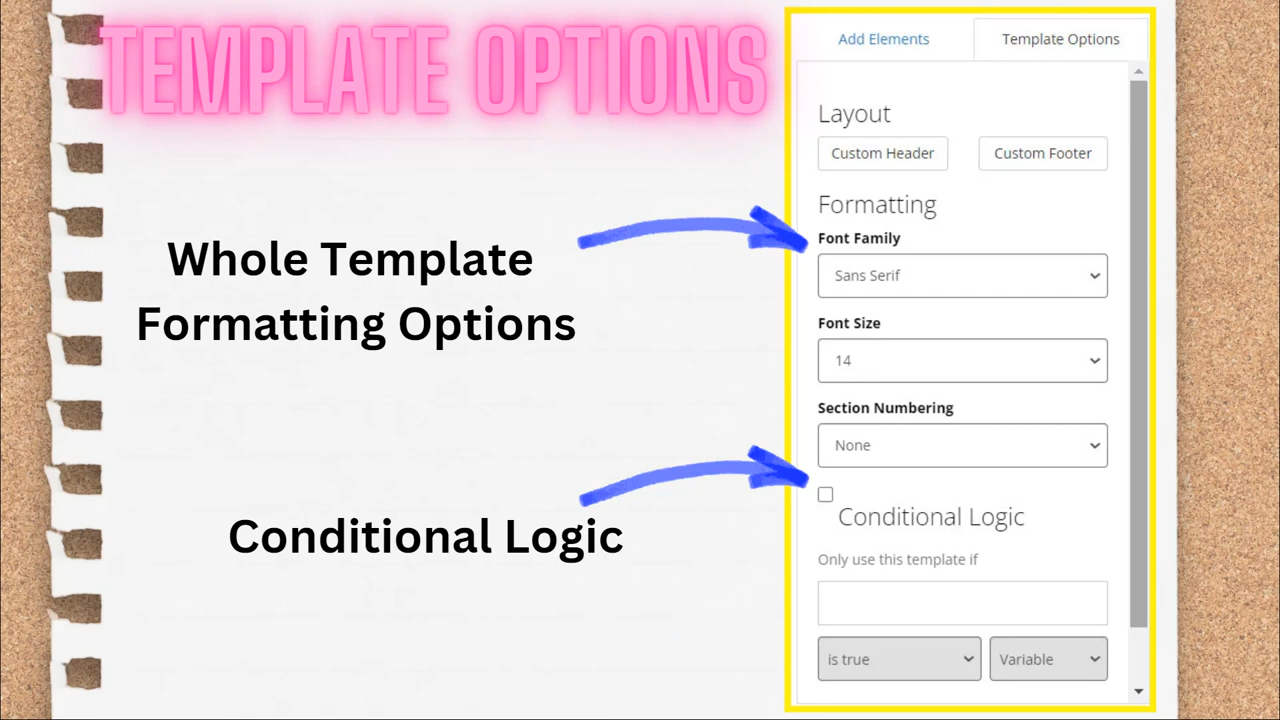 TEMPLATE OPTIONS
Whole Template
Formatting Options
Conditional Logic
Add Elements
Template Options
Layout
Custom Header
Custom Footer
Formatting
Font Family
Sans Serif
Font Size
14
Section Numbering
None
Conditional Logic
Only use this template if
is true
Variable